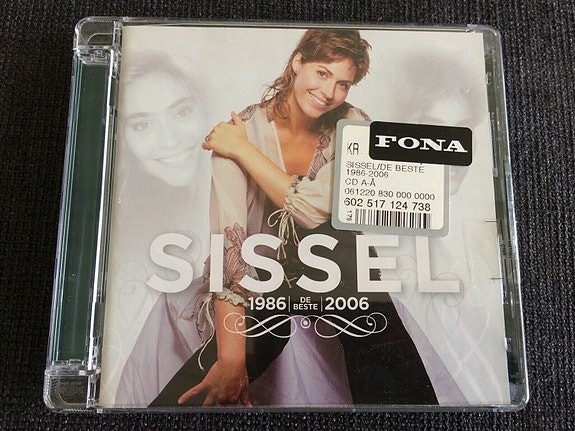 FONA
KR
SISSEL/DE BESTE
1986-2006
CD A-Å
061220 830 000 0000
602 517 124 738
179
SISSEL
1986 DE BESTE 2006